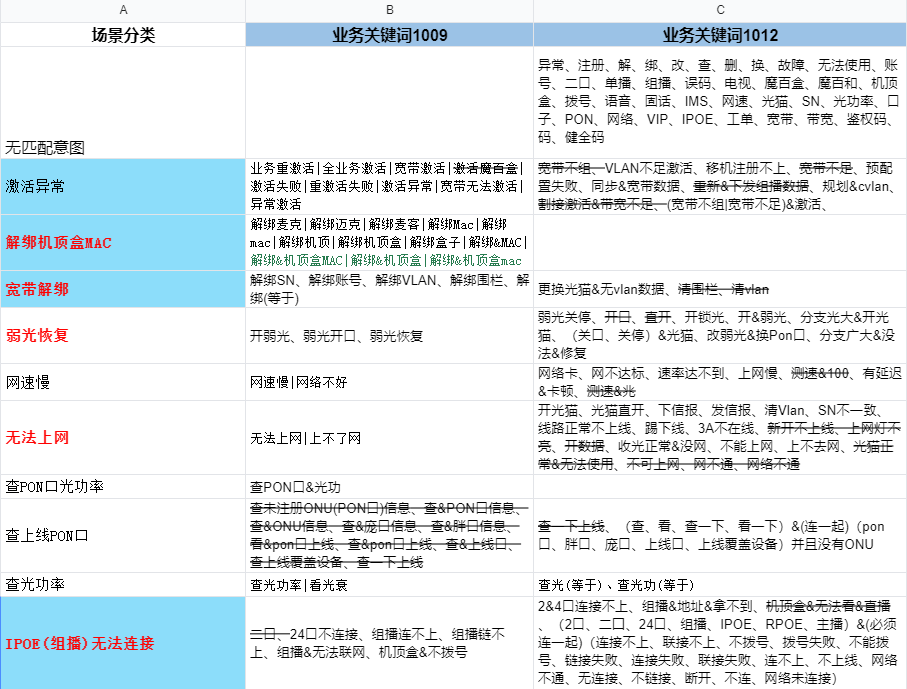 A
B
C
场景分类
业务关键词1009
业务关键词1012
无匹配意图
异常、注册、解、绑、改、查、删、换、故障、无法使用、账
号、二口、单播、组播、误码、电视、魔百盒、魔百和、机顶
盒、拨号、语音、固话、IMS、网速、光猫、SN、光功率、口
子、PON、网络、VIP、IPOE、工单、宽带、带宽、鉴权码、
码、健全码
激活异常
业务重激活|全业务激活|宽带激活|激活魔百盒|
激活失败|重激活失败|激活异常|宽带无法激活|
异常激活
宽带不组、VLAN不足激活、移机注册不上、宽带不足、预配
置失败、同步&宽带数据、重新&下发组播数据、规划&cvlan、
割接激活&带宽不足、(宽带不组|宽带不足)&激活、
解绑机顶盒MAC
解绑麦克|解绑迈克|解绑麦客|解绑Mac|解绑
mac|解绑机顶|解绑机顶盒|解绑盒子|解绑&MAC|
解绑&机顶盒MAC|解绑&机顶盒|解绑&机顶盒mac
宽带解绑
解绑SN、解绑账号、解绑VLAN、解绑围栏、解
绑(等于)
更换光猫&无vlan数据、清围栏、清vlan
弱光恢复
开弱光、弱光开口、弱光恢复
弱光关停、开口、直开、开锁光、开&弱光、分支光大&开光
猫、（关口、关停）&光猫、改弱光&换Pon口、分支广大&没
法&修复
网速慢
网速慢|网络不好
网络卡、网不达标、速率达不到、上网慢、测速&100、有延迟
&卡顿、测速&光
无法上网
无法上网|上不了网
开光猫、光猫直开、下信报、发信报、清Vlan、SN不一致、
线路正常不上线、踢下线、3A不在线、新开不上线、上网灯不
亮、开数据、收光正常&没网、不能上网、上不去网、光猫正
常&无法使用、不可上网、网不通、网络不通
查PON口光功率
查PON&光功
查上线PON口
查未注册ONU(PON口)信息、查&PON口信息、
查&ONU信息、查&庞口信息、查&胖口信息、
看&pon口上线、查&pon口上线、查&上线口、
查上线覆盖设备、查一下上线
查一下上线、（查、看、查一下、看一下）&(连一起)（pon
口、胖口、庞口、上线口、上线覆盖设备）并且没有ONU
查光功率
查光功率|看光衰
查光(等于)、查光功(等于)
IPOE(组播)无法连接
二口、24口不连接、组播连不上、组播链不
上、组播&无法联网、机顶盒&不拨号
2&4口连接不上、组播&地址&拿不到、机顶盒&无法看&直播
、（2口、二口、24口、组播、IPOE、RPOE、主播）&(必须
连一起)（连接不上、联接不上、不拨号、拨号失败、不能拨
号、链接失败、连接失败、联接失败、连不上、不上线、网络
不通、无连接、不链接、断开、不连、网络未连接）